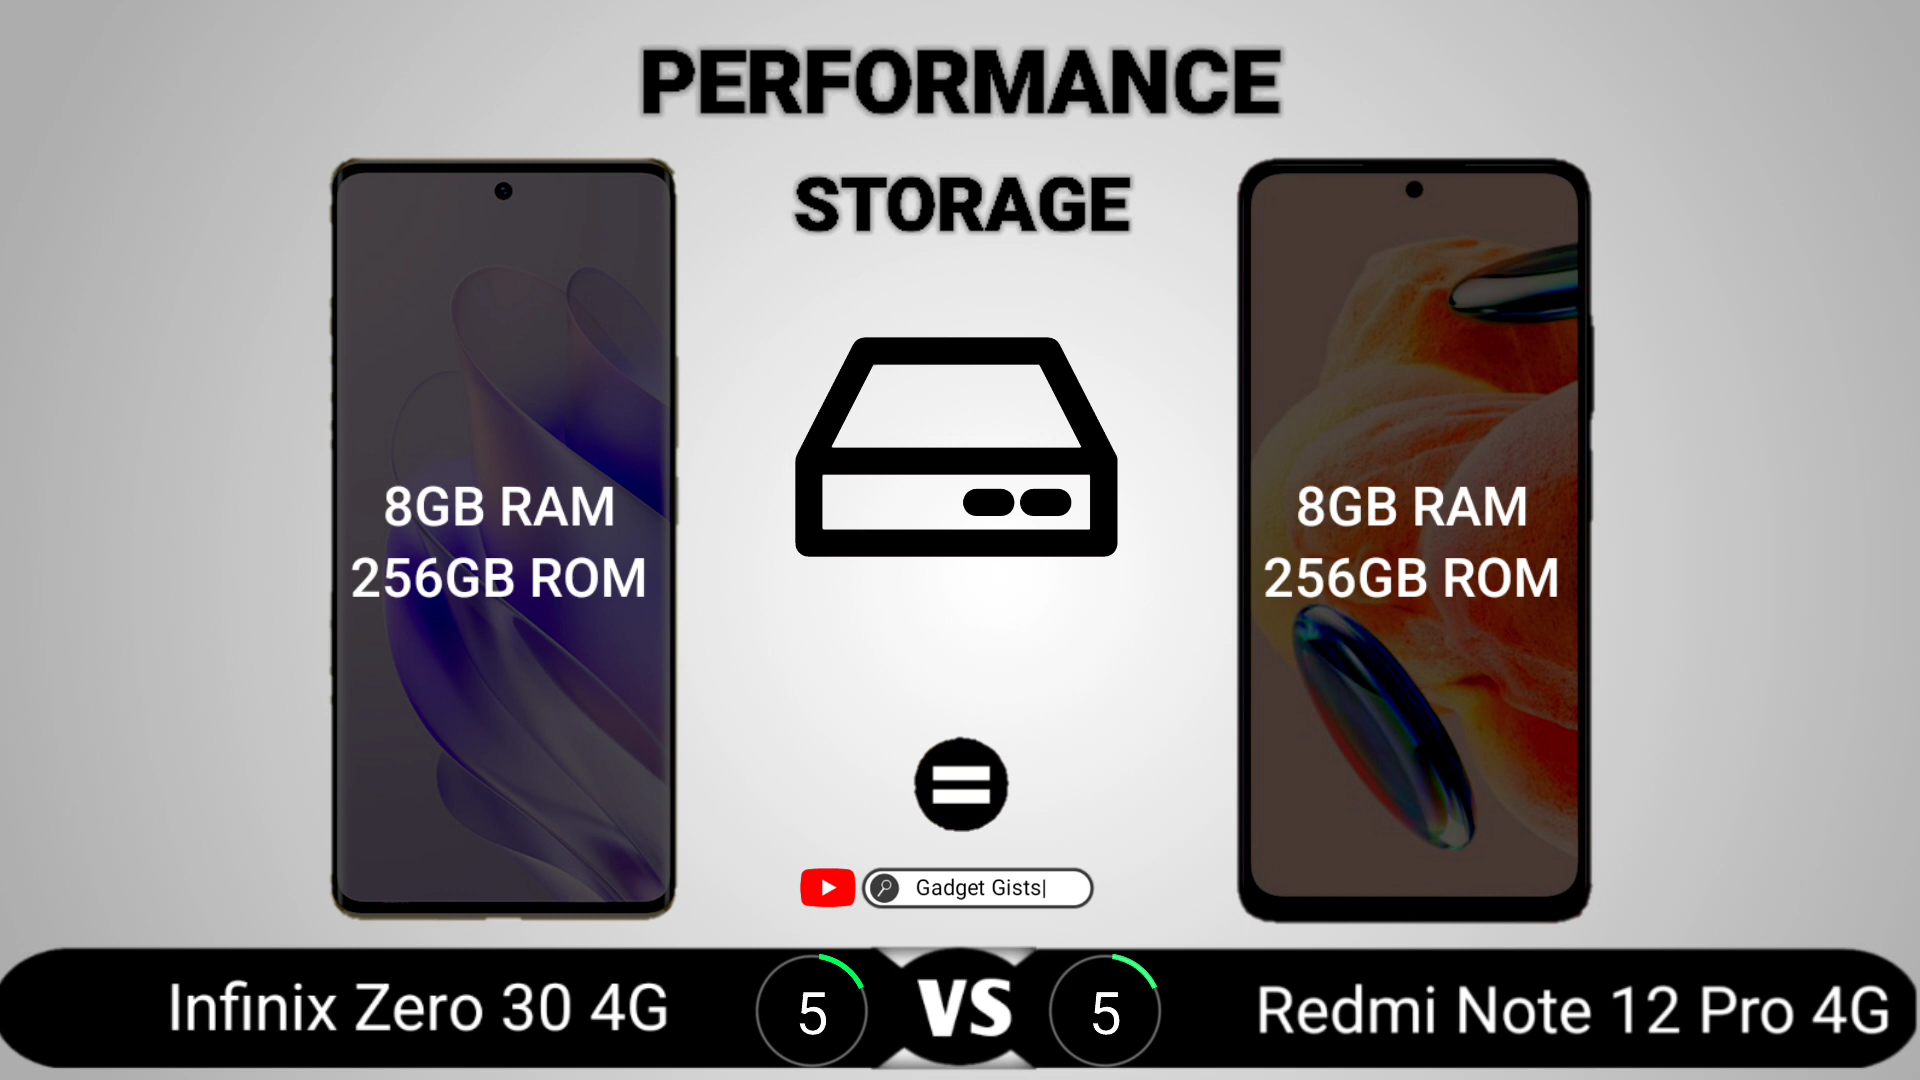 PERFORMANCE
STORAGE
8GB RAM
256GB ROM
8GB RAM
256GB ROM
Gadget Gists|
Infinix Zero 30 4G
5
VS
5
Redmi Note 12 Pro 4G